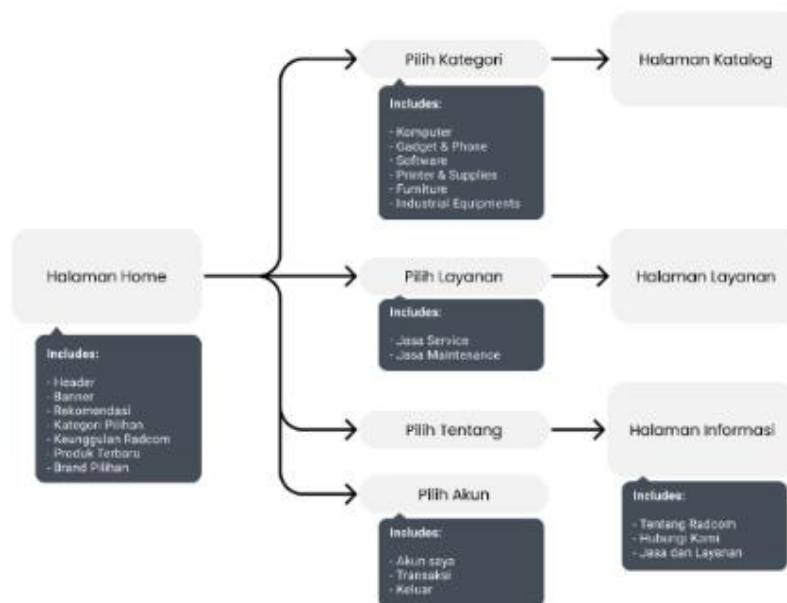 Halaman Home
Includes:
- Header
- Banner
- Rekomendasi
- Kategori Pilihan
- Keunggulan Radcom
- Produk Terbaru
- Brand Pilihan
Pilih Kategori
Includes:
- Komputer
- Gadget & Phone
- Software
- Printer & Supplies
- Furniture
- Industrial Equipments
Halaman Katalog
Pilih Layanan
Includes:
- Jasa Service
- Jasa Maintenance
Halaman Layanan
Pilih Tentang
Halaman Informasi
Includes:
- Tentang Radcom
- Hubungi Kami
- Jasa dan Layanan
Pilih Akun
Includes:
- Akun saya
- Transaksi
- Keluar